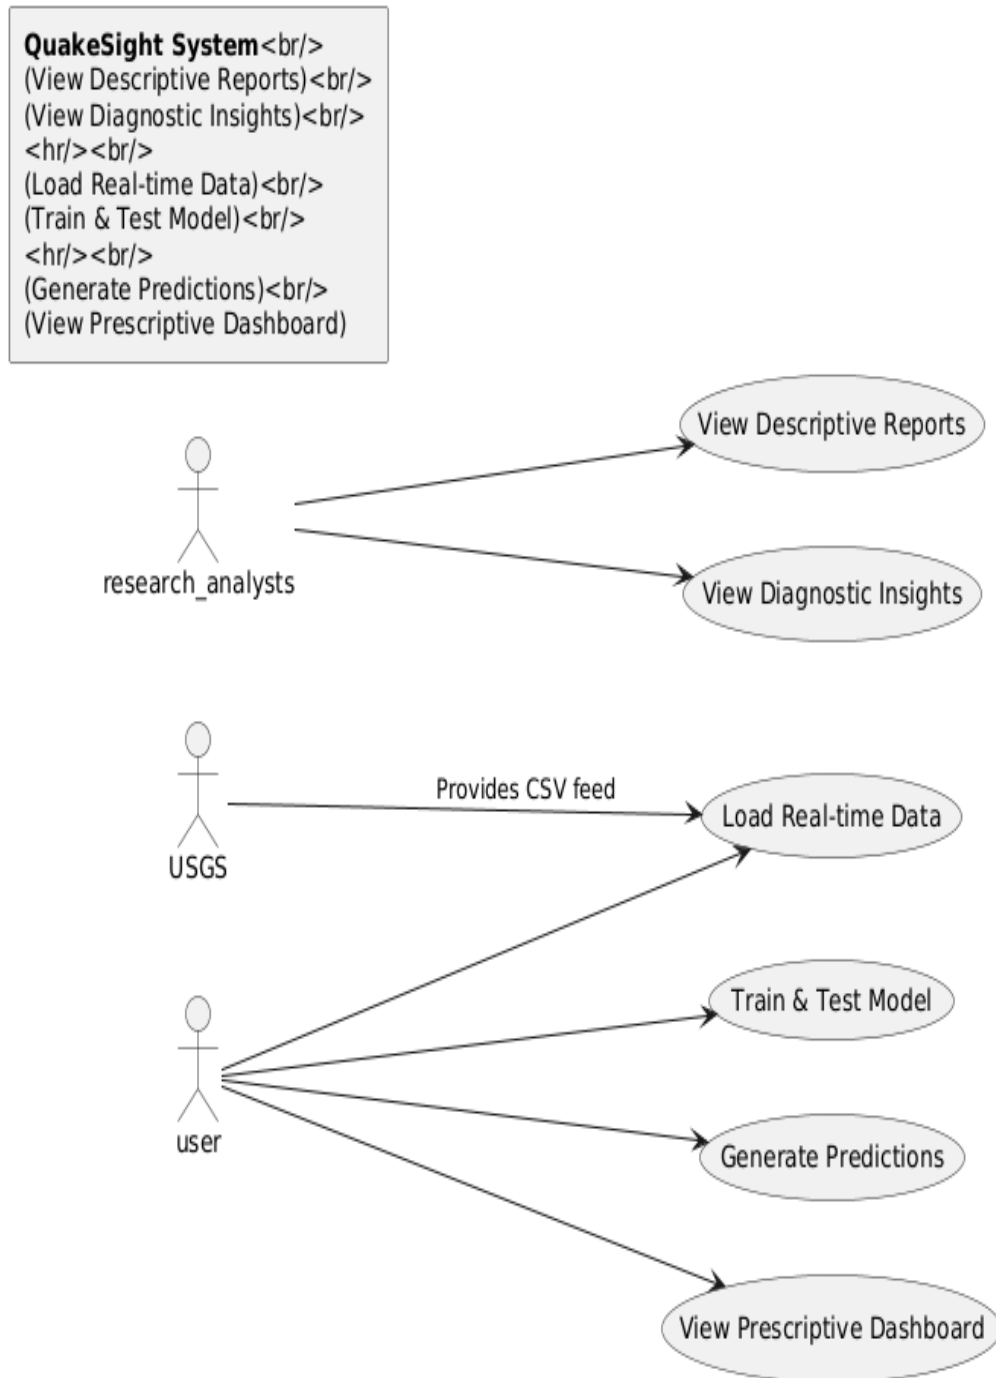 QuakeSight System<br/>
(View Descriptive Reports)<br/>
(View Diagnostic Insights)<br/>
<hr/><br/>
(Load Real-time Data)<br/>
(Train & Test Model)<br/>
<hr/><br/>
(Generate Predictions)<br/>
(View Prescriptive Dashboard)
View Descriptive Reports
research_analysts
View Diagnostic Insights
Provides CSV feed
Load Real-time Data
USGS
Train & Test Model
user
Generate Predictions
View Prescriptive Dashboard